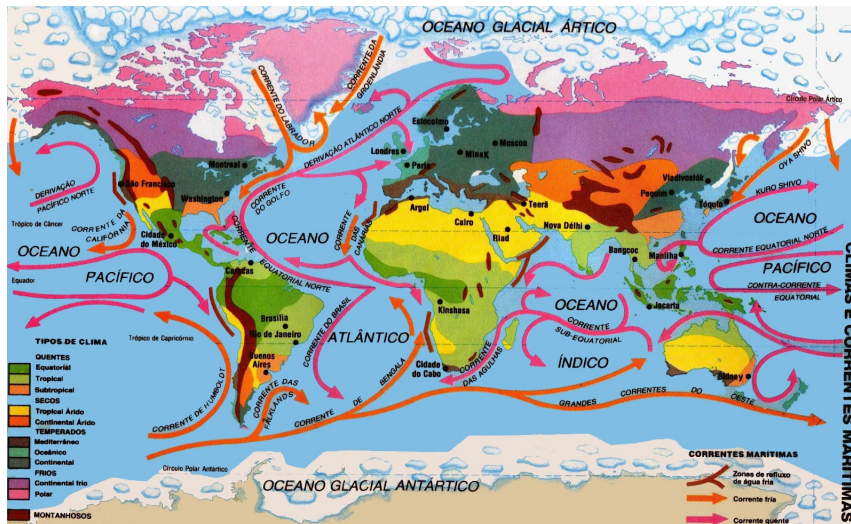 OCEANO GLACIAL ÁRTICO
CORRENTE DA
GROENLÂNDIA
CORRENTE DO LABRADOR
Círculo Polar Ártico
DERIVAÇÃO ATLÂNTICO NORTE
Estocolmo
Moscou
Minsk
Londres
Paris
Montreal
Washington
São Francisco
DERIVAÇÃO
PACÍFICO NORTE
CORRENTE DA
CALIFÓRNIA
Trópico de Câncer
Cidade
do México
CORRENTE
DO GOLFO
CORRENTE
DAS
CANÁRIAS
Argel
Cairo
Teerã
Riad
Nova Délhi
Vladivostók
Pequim
Tóquio
OYA SHIVO
KURO SHIVO
Bangcoc
Manilha
OCEANO
PACÍFICO
Equador
Caracas
CORRENTE
EQUATORIAL NORTE
OCEANO
ATLÂNTICO
Kinshasa
OCEANO
ÍNDICO
CORRENTE
SUB-EQUATORIAL
Jacarta
OCEANO
CORRENTE EQUATORIAL NORTE
PACÍFICO
CONTRA-CORRENTE
EQUATORIAL
Brasília
Rio de Janeiro
Buenos
Aires
CORRENTE DO BRASIL
Trópico de Capricórnio
CORRENTE DE HUMBOLDT
CORRENTE DAS
FALKLANDS
CORRENTE DE BENGALA
Cidade
do Cabo
CORRENTE
DAS AGULHAS
GRANDES CORRENTES DO OESTE
Sidney
Círculo Polar Antártico
OCEANO GLACIAL ANTÁRTICO
TIPOS DE CLIMA
QUENTES
Equatorial
Tropical
Subtropical
SECOS
Tropical Árido
Continental Árido
TEMPERADOS
Mediterrâneo
Oceânico
Continental
FRIOS
Continental frio
Polar
MONTANHOSOS
CORRENTES MARÍTIMAS
Zonas de refluxo
de água fria
Corrente fria
Corrente quente
CLIMAS E CORRENTES MARÍTIMAS